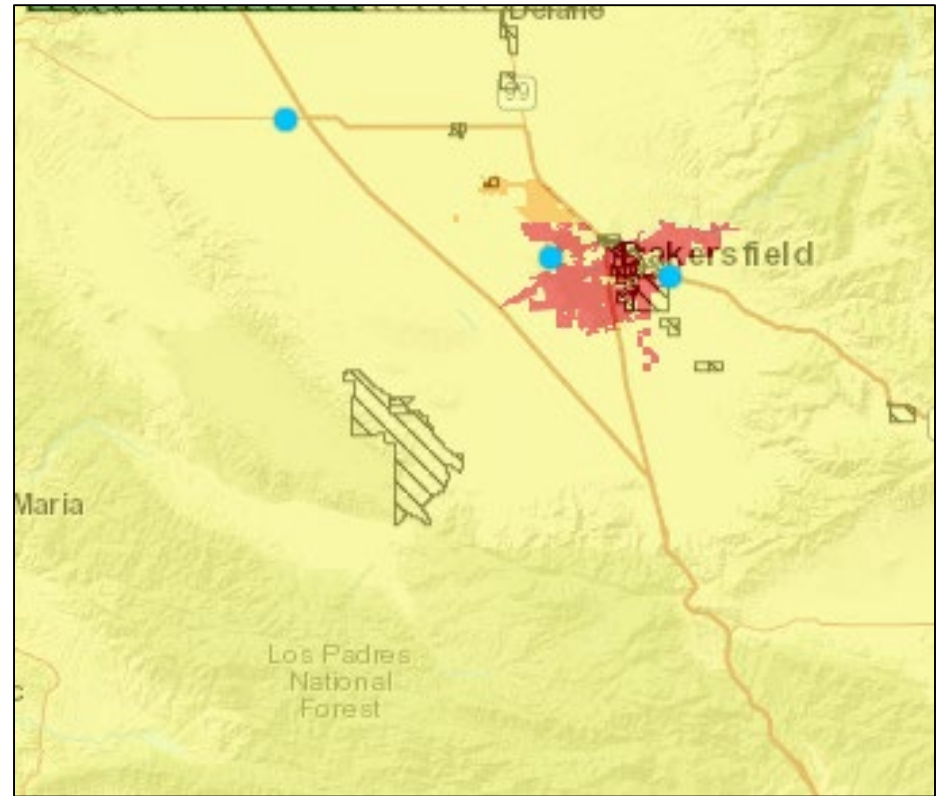 Delano
99
Bakersfield
Maria
Los Padres
National
Forest